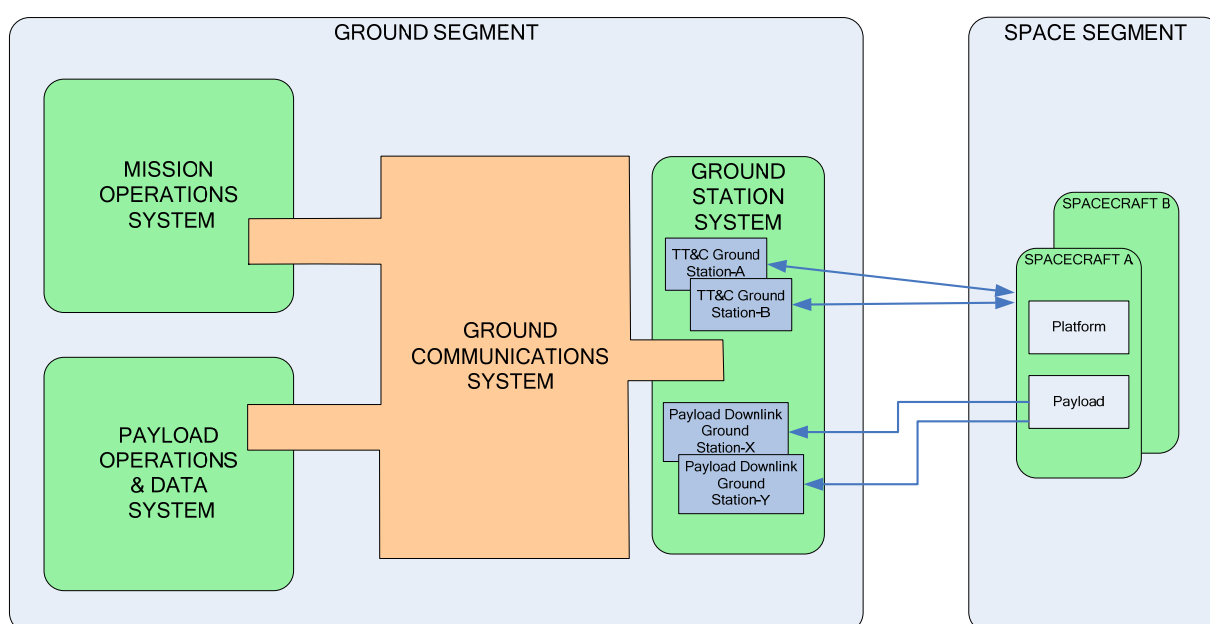 GROUND SEGMENT
MISSION
OPERATIONS
SYSTEM
PAYLOAD
OPERATIONS
& DATA
SYSTEM
GROUND
COMMUNICATIONS
SYSTEM
GROUND
STATION
SYSTEM
TT&C Ground
Station-A
TT&C Ground
Station-B
Payload Downlink
Ground
Station-X
Payload Downlink
Ground
Station-Y
SPACE SEGMENT
SPACECRAFT B
SPACECRAFT A
Platform
Payload